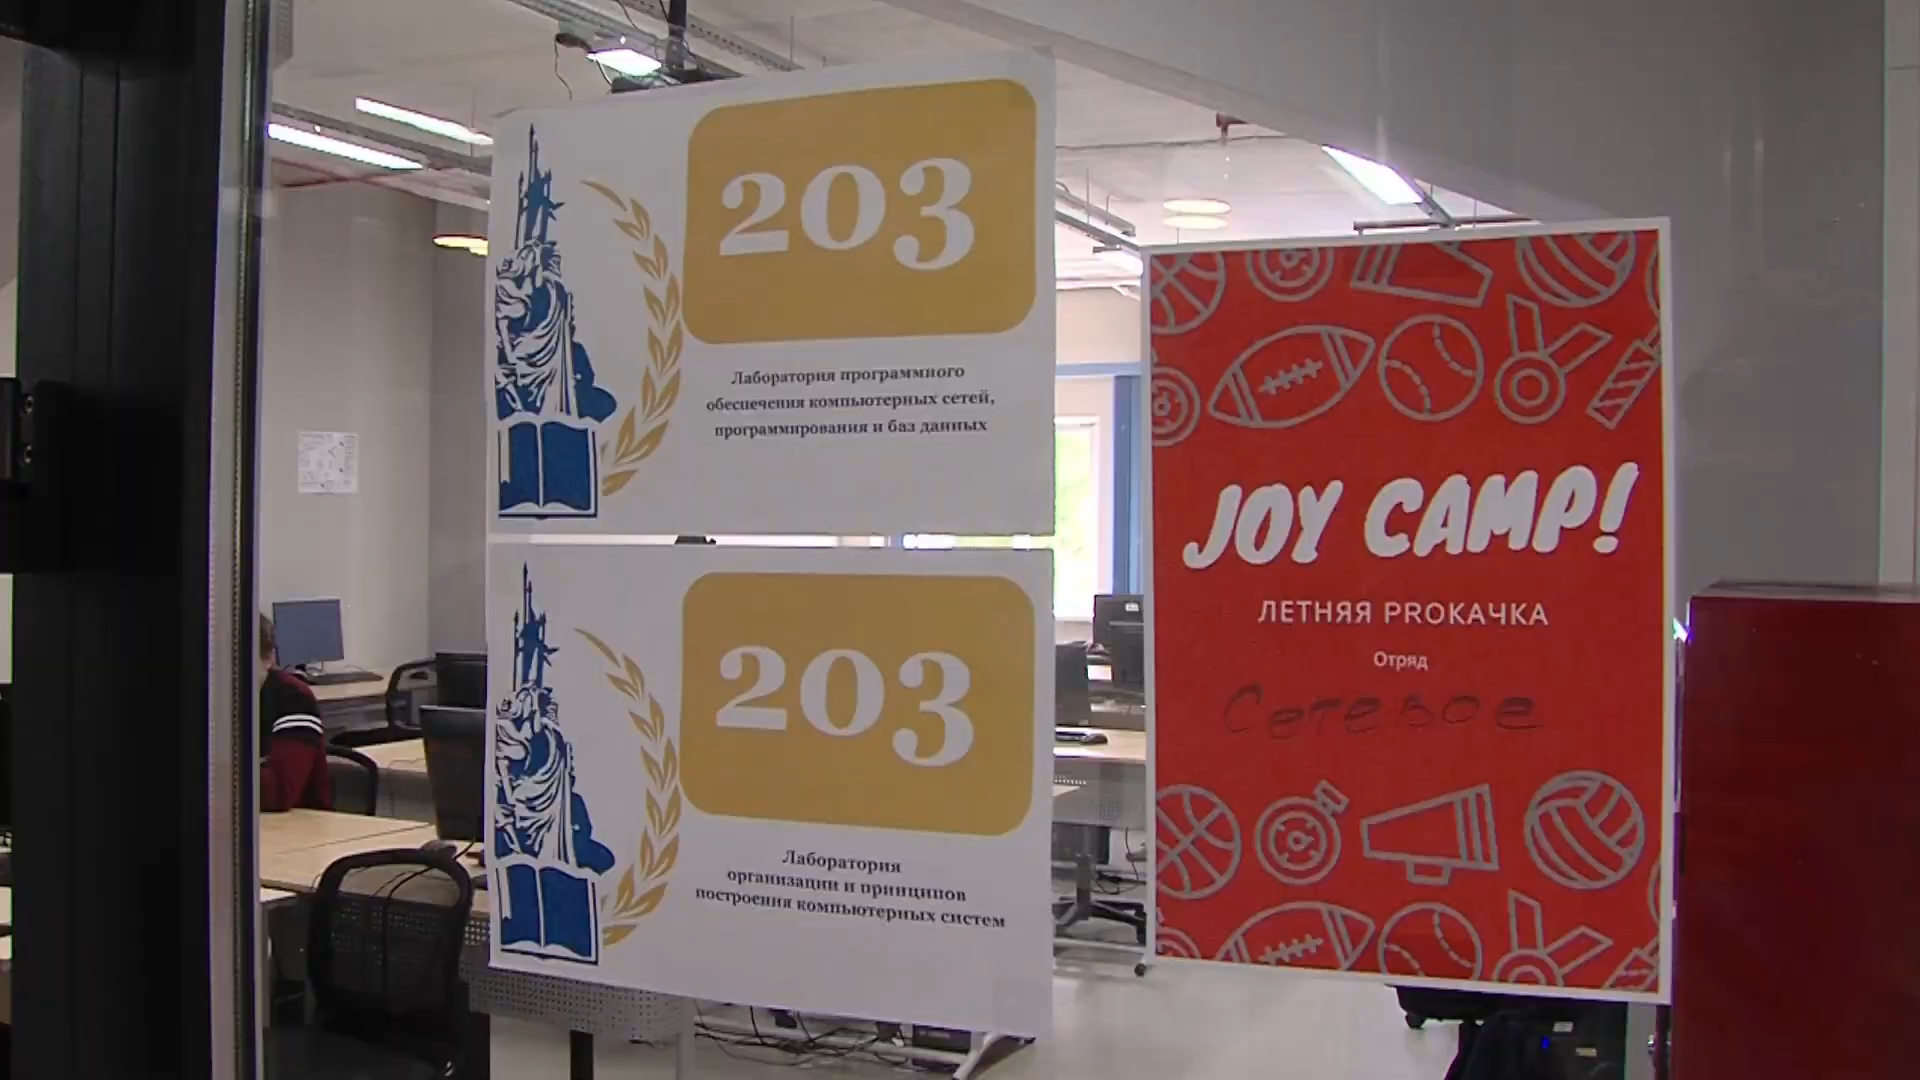 203
Лаборатория программного
обеспечения компьютерных сетей,
программирования и баз данных
203
Лаборатория
организации и принципов
построения компьютерных систем
JOY CAMP!
ЛЕТНЯЯ PROКАЧКА
Отряд
Сетевое